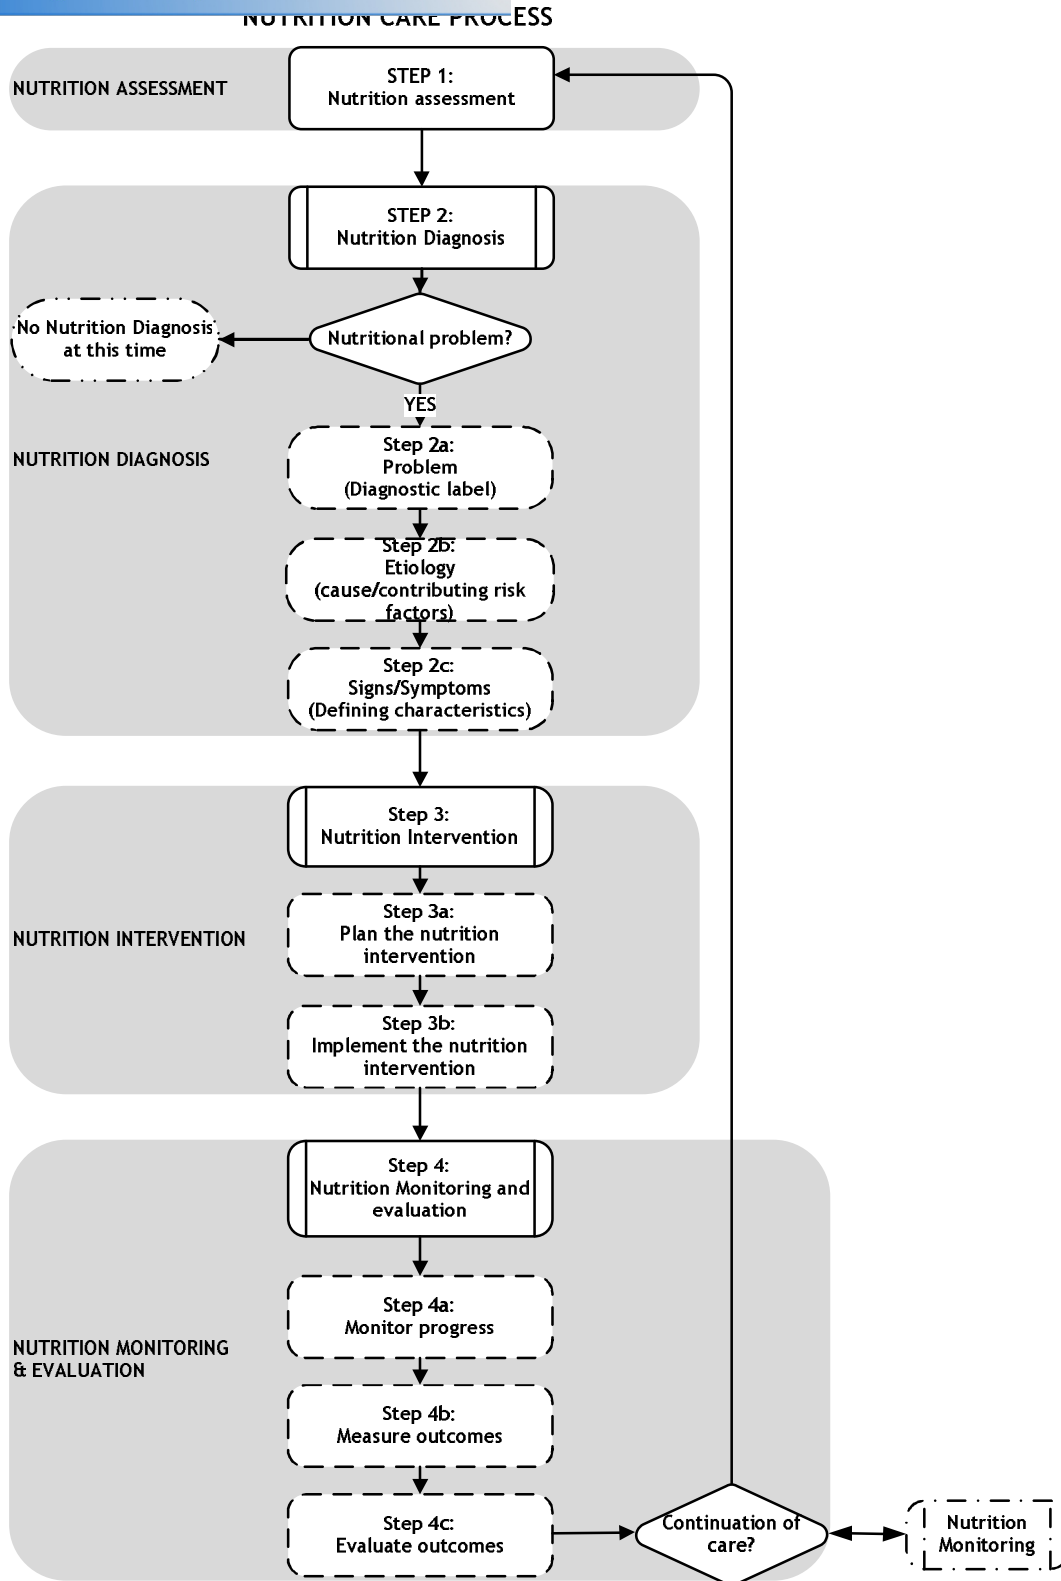 NUTRITION CARE PROCESS
NUTRITION ASSESSMENT
STEP 1:
Nutrition assessment
STEP 2:
Nutrition Diagnosis
No Nutrition Diagnosis
at this time
Nutritional problem?
YES
NUTRITION DIAGNOSIS
Step 2a:
Problem
(Diagnostic label)
Step 2b:
Etiology
(cause/contributing risk
factors)
Step 2c:
Signs/Symptoms
(Defining characteristics)
Step 3:
Nutrition Intervention
NUTRITION INTERVENTION
Step 3a:
Plan the nutrition
intervention
Step 3b:
Implement the nutrition
intervention
Step 4:
Nutrition Monitoring and
evaluation
NUTRITION MONITORING
& EVALUATION
Step 4a:
Monitor progress
Step 4b:
Measure outcomes
Step 4c:
Evaluate outcomes
Continuation of
care?
Nutrition
Monitoring